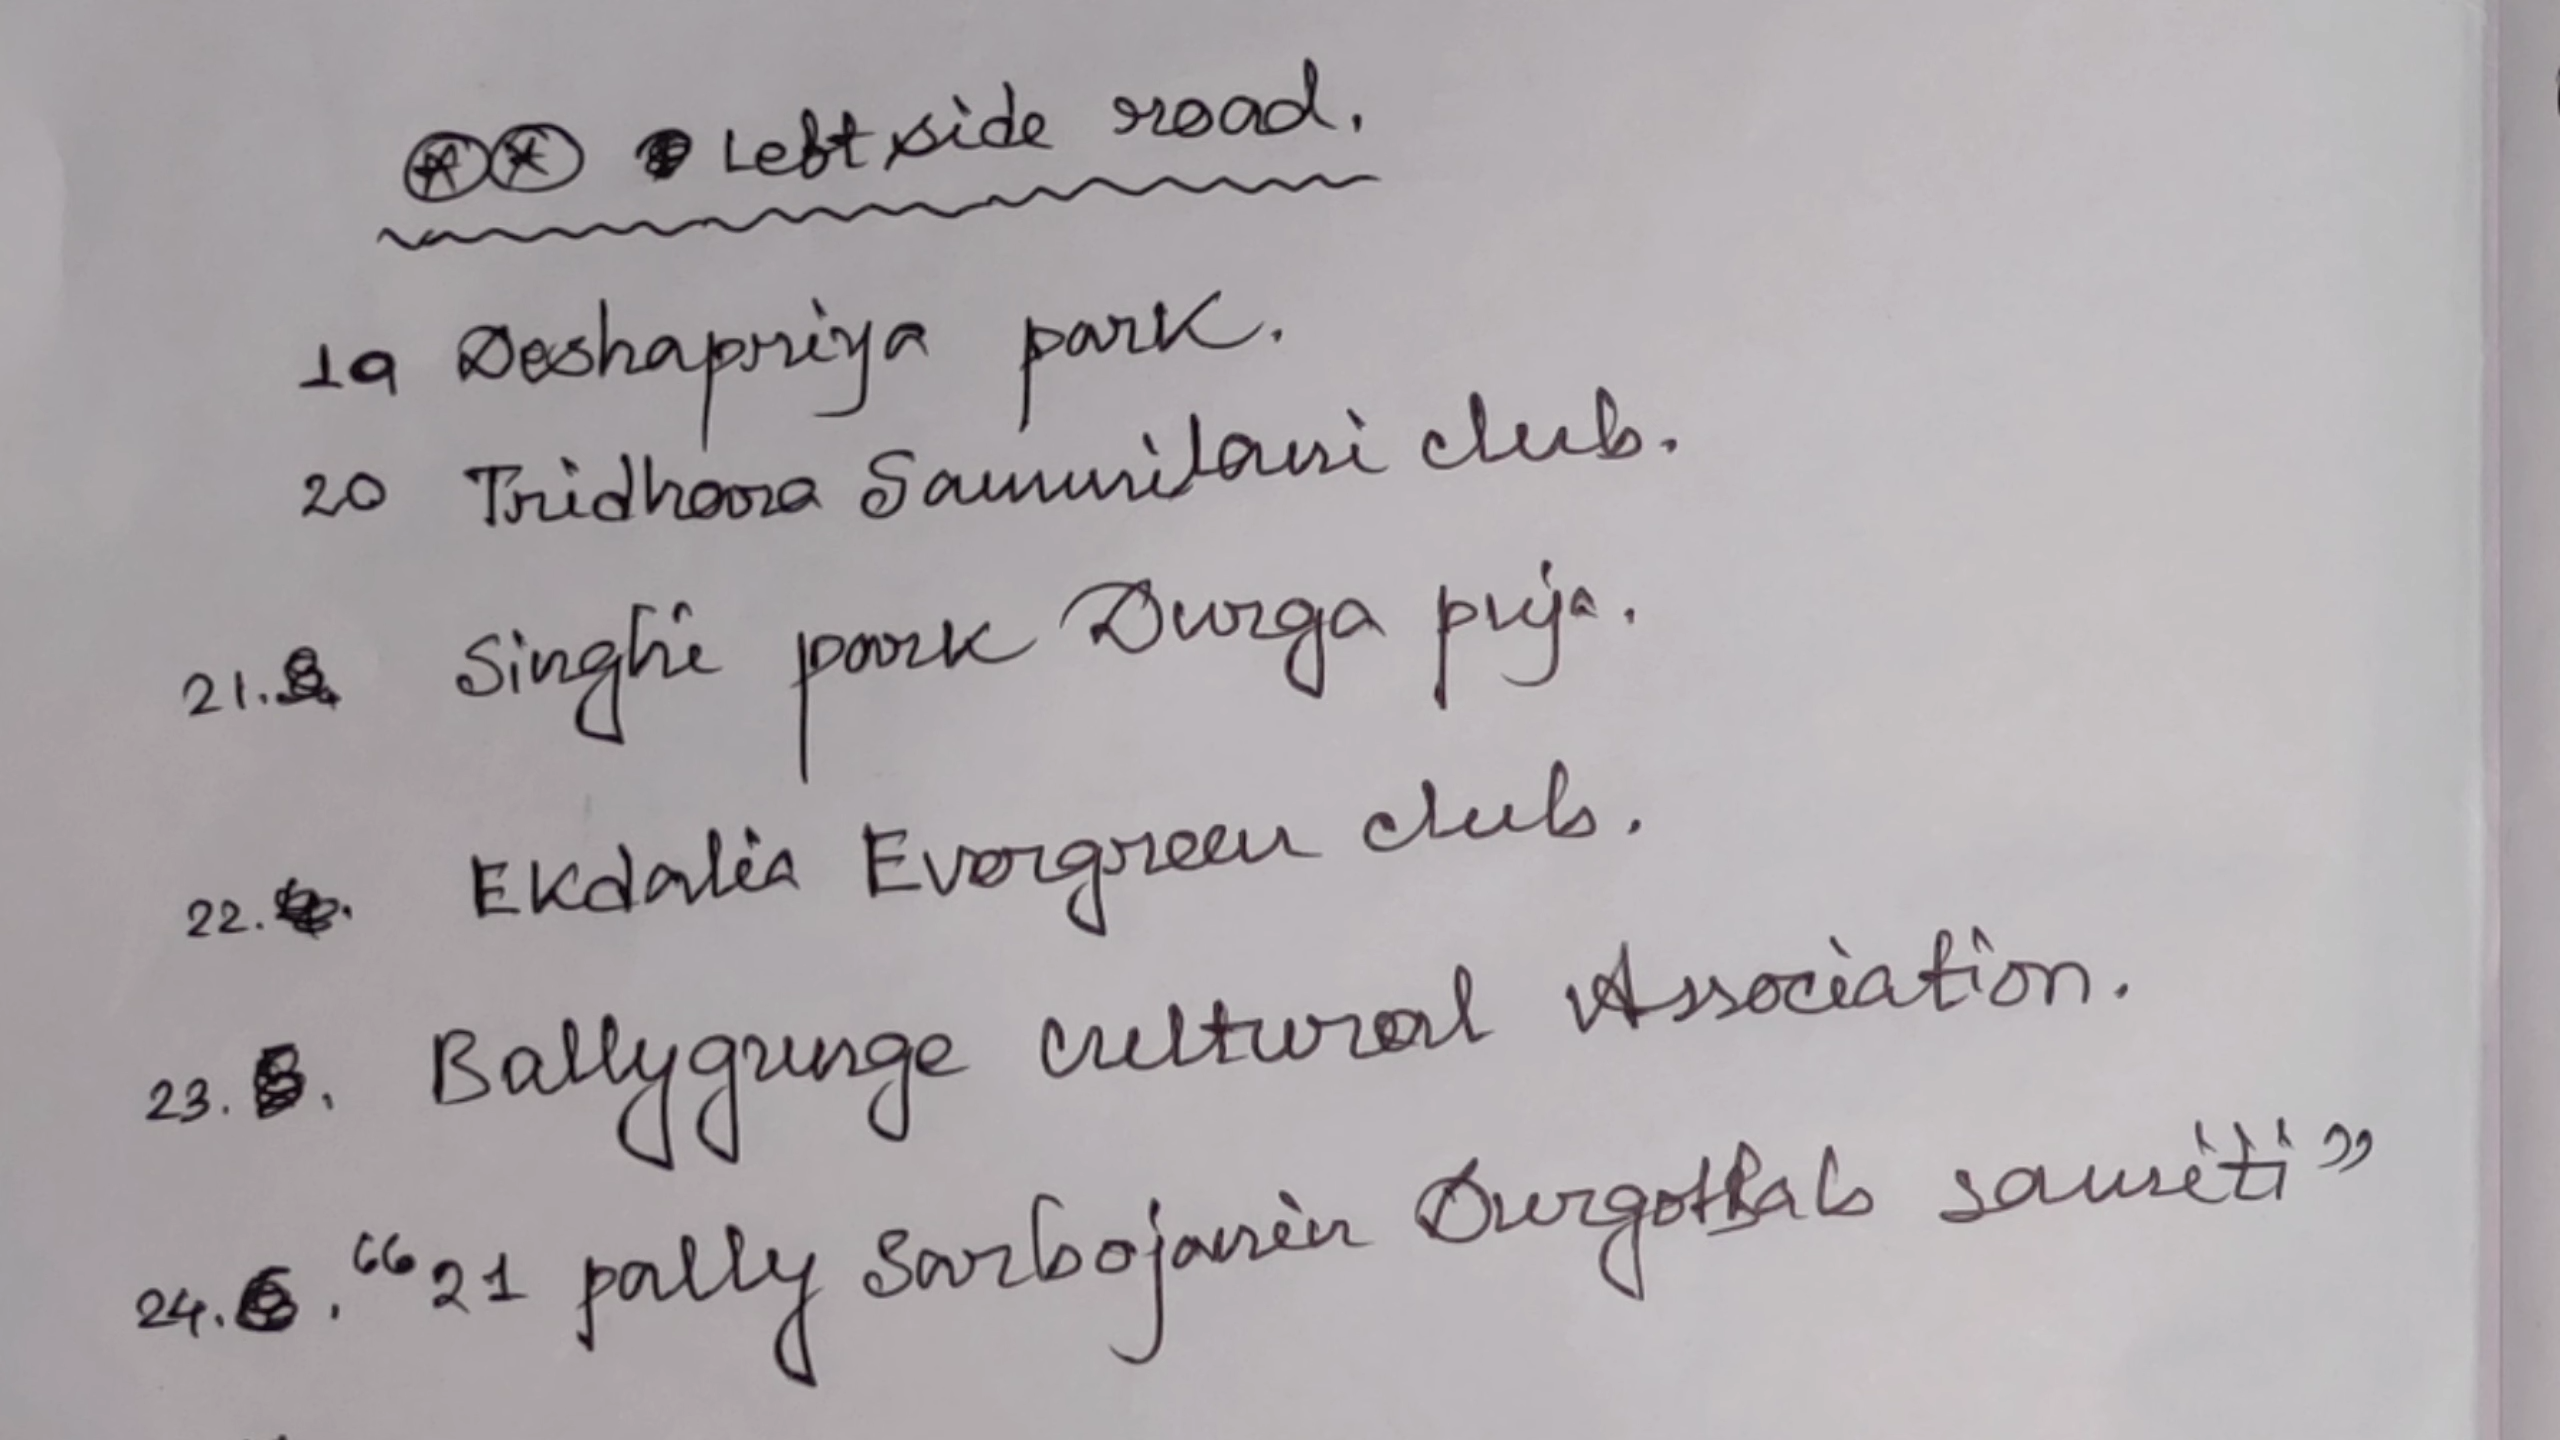 Left side road.
19 Deshapriya park.
20 Tridhara Sammilani club.
21. Singhi park Durga puja.
22. Ekdalia Evergreen club.
23. Ballygunge cultural Association.
24. "21 pally Sarbojanin Durgotsab samiti"